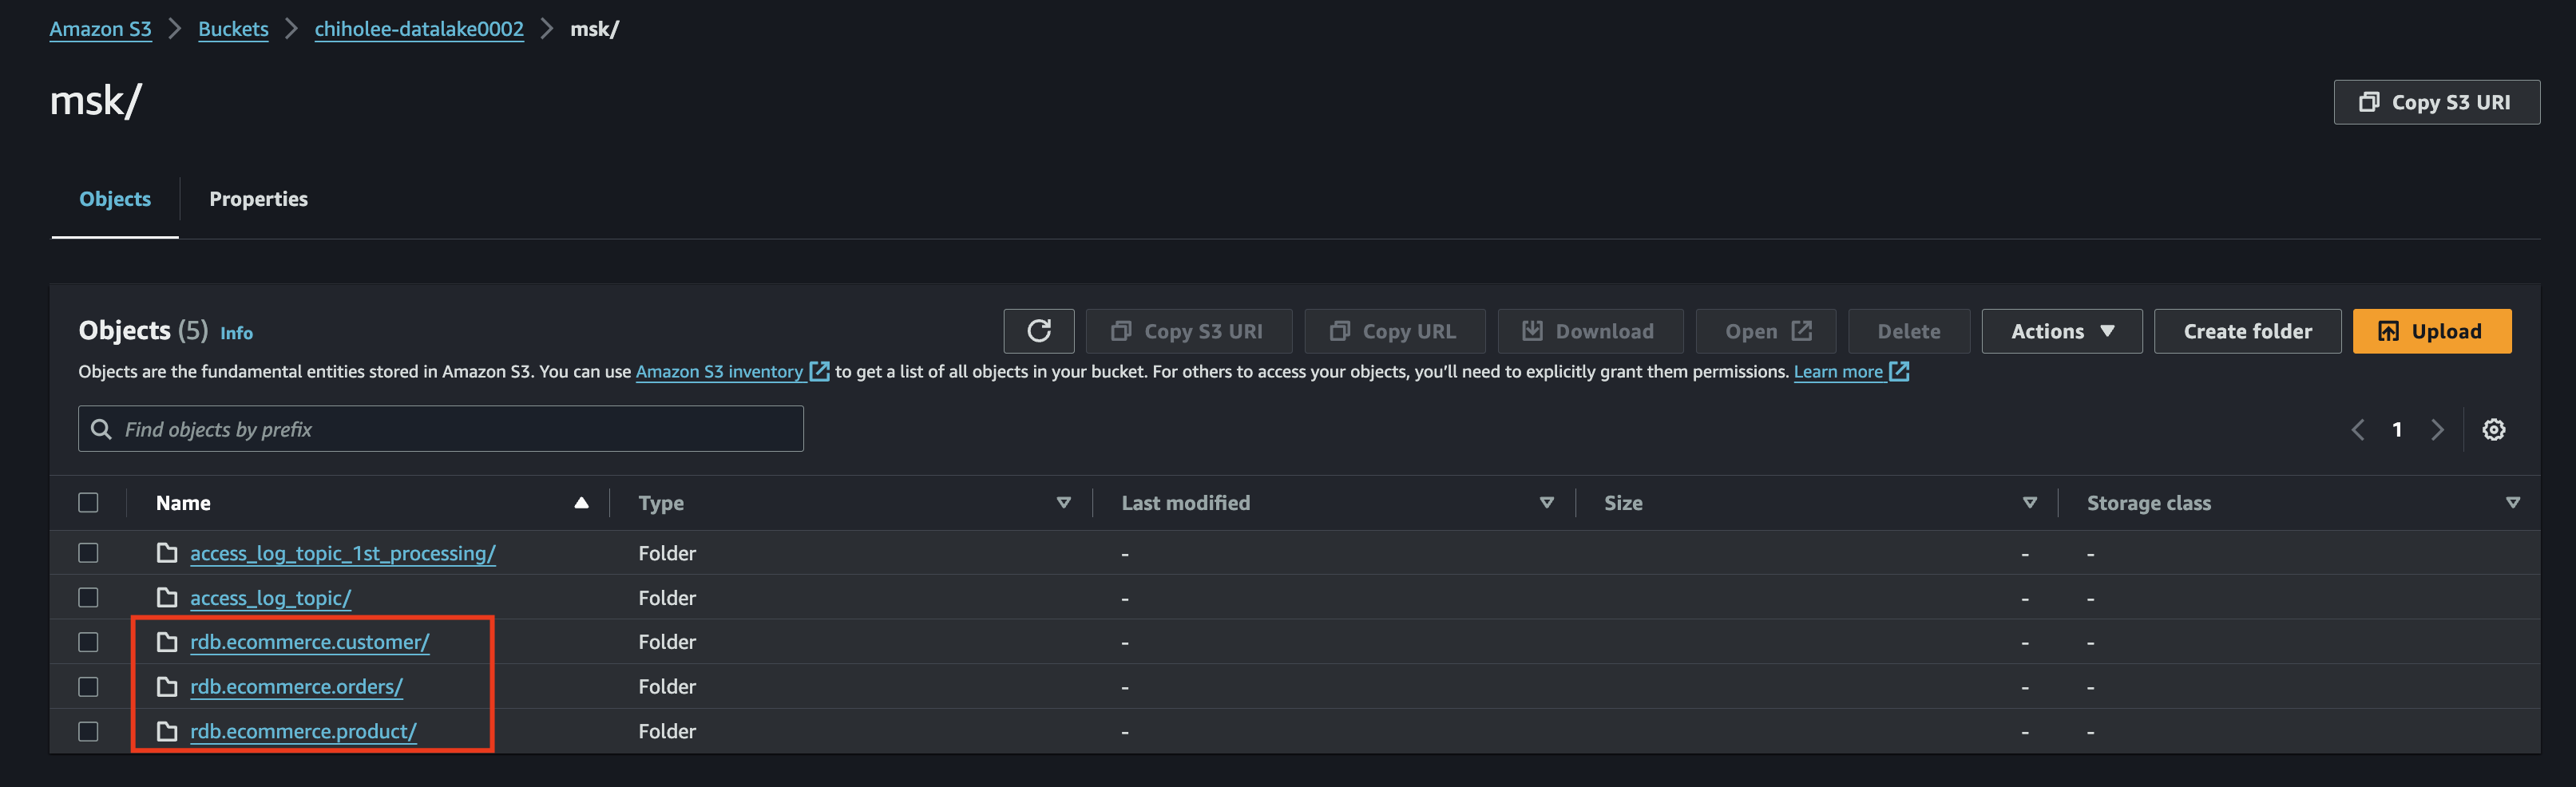 Amazon S3 > Buckets > chiholee-datalake0002 > msk/
msk/
Copy S3 URI
Objects Properties
Objects (5) Info
Copy S3 URI Copy URL Download Open Delete Actions Create folder Upload
Objects are the fundamental entities stored in Amazon S3. You can use Amazon S3 inventory to get a list of all objects in your bucket. For others to access your objects, you'll need to explicitly grant them permissions. Learn more
Find objects by prefix
1
Name Type Last modified Size Storage class
access_log_topic_1st_processing/ Folder - - -
access_log_topic/ Folder - - -
rdb.ecommerce.customer/ Folder - - -
rdb.ecommerce.orders/ Folder - - -
rdb.ecommerce.product/ Folder - - -